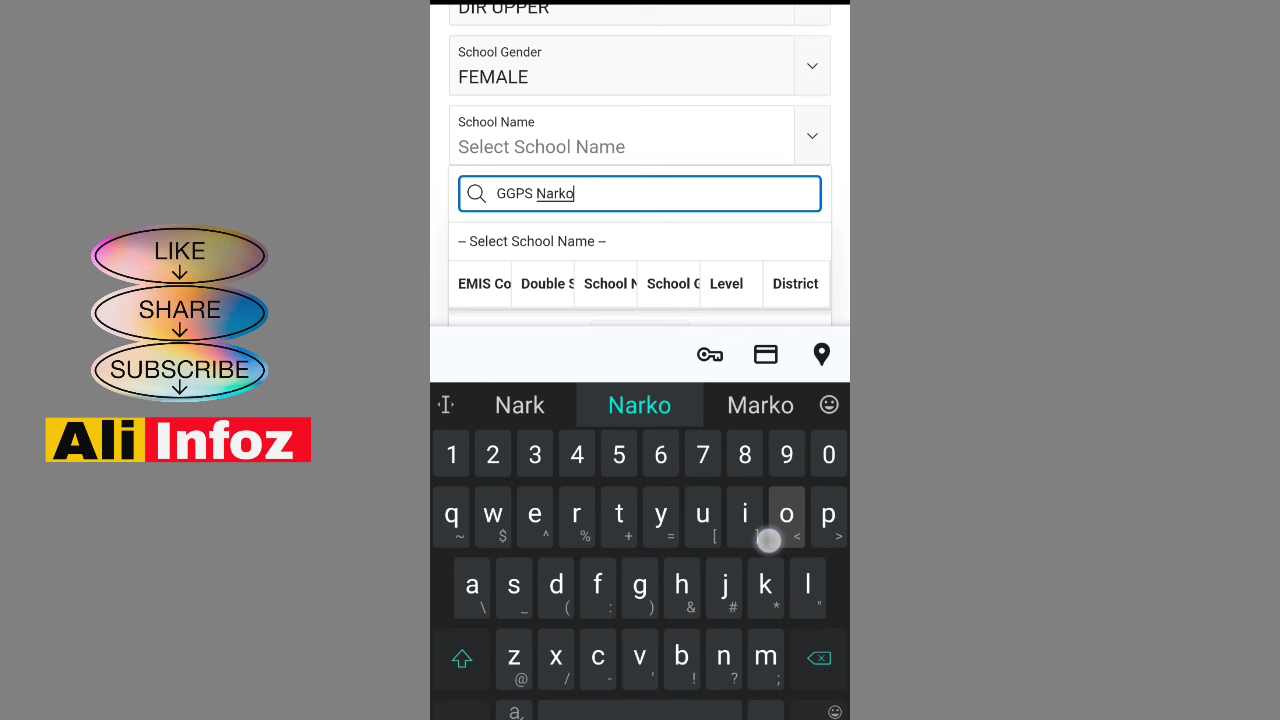 DIR UPPER
School Gender
FEMALE
School Name
Select School Name
GGPS Narko
-- Select School Name --
EMIS Co Double S School N School G Level District
LIKE
SHARE
SUBSCRIBE
Ali Infoz
Nark Narko Marko
1 2 3 4 5 6 7 8 9 0
q w e r t y u i o p
~ $ ^ % + = [ ] < >
a s d f g h j k l
\ _ ( : ) & # * "
z x c v b n m
@ / - ' ! ? ;
a